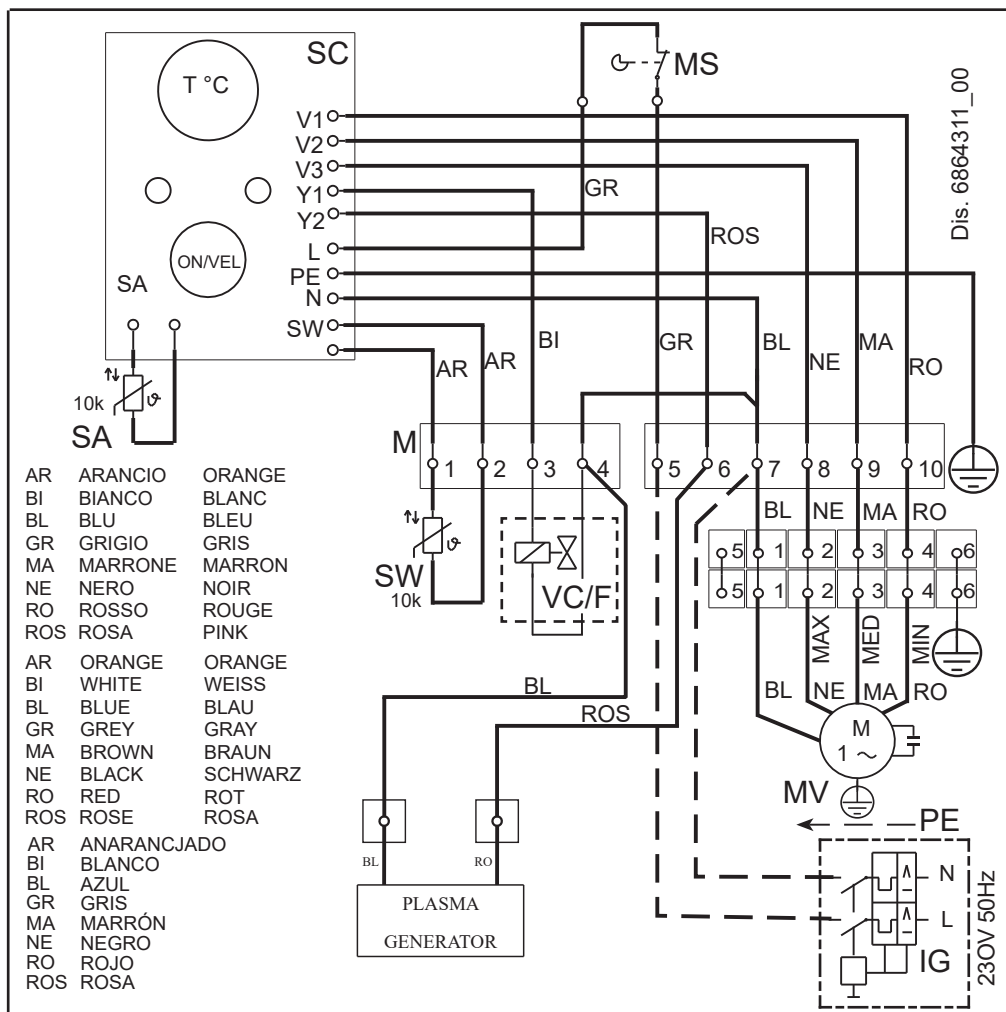 SC
T °C
MS
Dis. 6864311_00
V1
V2
V3
Y1
GR
Y2
ROS
L
ON/VEL
PE
SA
N
SW
BI
GR
BL
MA
NE
AR
AR
RO
10k
SA
M
1 2 3 4 5 6 7 8 9 10
BL NE MA RO
5 1 2 3 4 6
5 1 2 3 4 6
SW
10k
VC/F
MAX
MED
MIN
BL
ROS
BL NE MA RO
M
1 ~
MV
PE
BL
RO
PLASMA
GENERATOR
N
L
IG
23OV 50Hz
AR ARANCIO ORANGE
BI BIANCO BLANC
BL BLU BLEU
GR GRIGIO GRIS
MA MARRONE MARRON
NE NERO NOIR
RO ROSSO ROUGE
ROS ROSA PINK
AR ORANGE ORANGE
BI WHITE WEISS
BL BLUE BLAU
GR GREY GRAY
MA BROWN BRAUN
NE BLACK SCHWARZ
RO RED ROT
ROS ROSE ROSA
AR ANARANCJADO
BI BLANCO
BL AZUL
GR GRIS
MA MARRÓN
NE NEGRO
RO ROJO
ROS ROSA